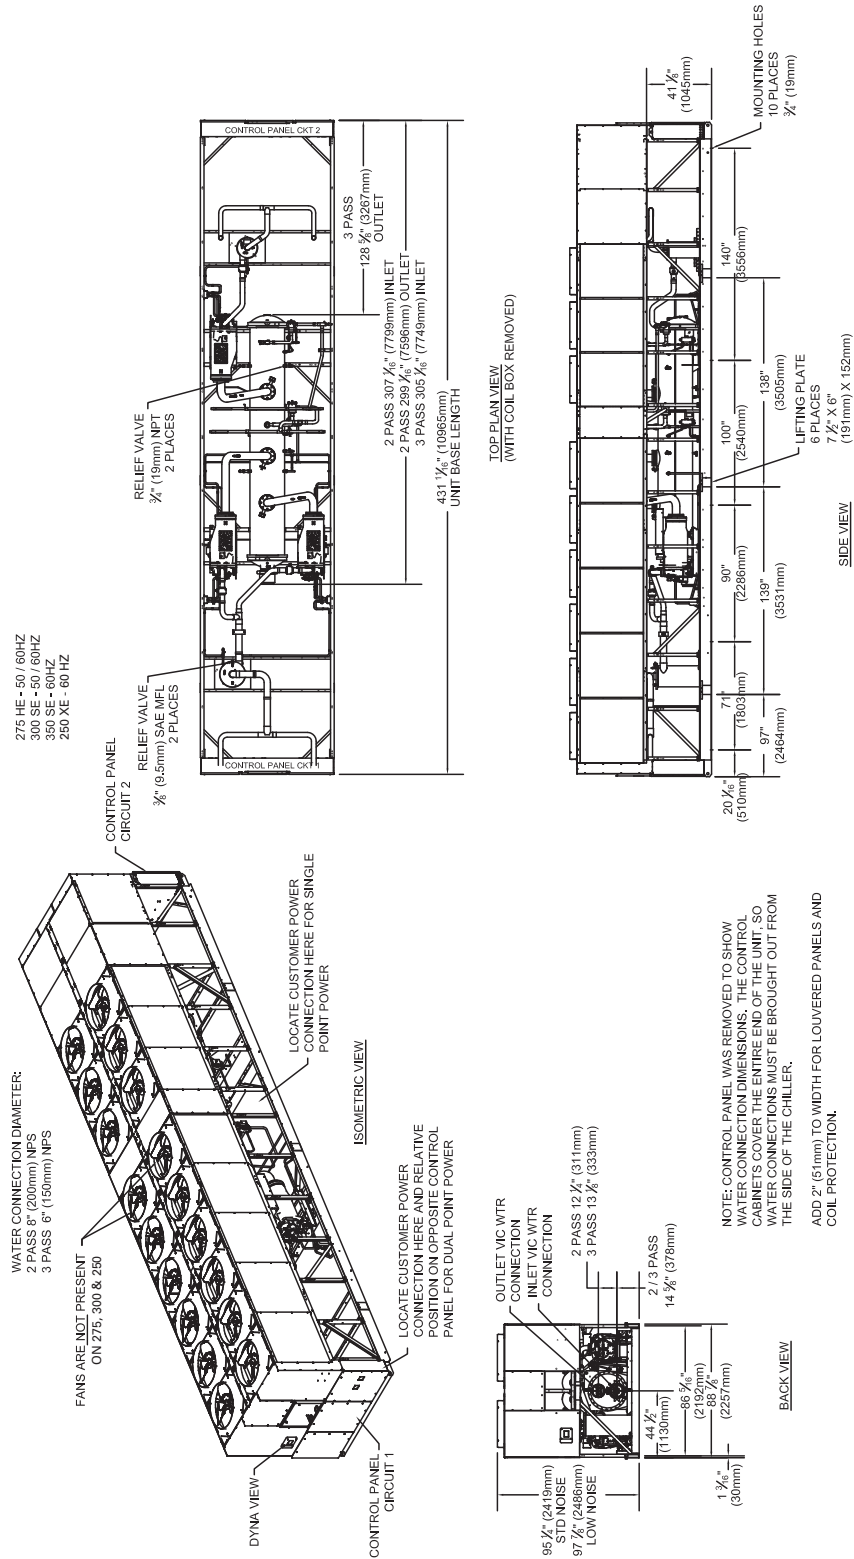 WATER CONNECTION DIAMETER:
2 PASS 8" (200mm) NPS
3 PASS 6" (150mm) NPS
FANS ARE NOT PRESENT
ON 275, 300 & 250
275 HE - 50 / 60HZ
300 SE - 50 / 60HZ
350 SE - 60HZ
250 XE - 60 HZ
CONTROL PANEL
CIRCUIT 2
LOCATE CUSTOMER POWER
CONNECTION HERE FOR SINGLE
POINT POWER
ISOMETRIC VIEW
LOCATE CUSTOMER POWER
CONNECTION HERE AND RELATIVE
POSITION ON OPPOSITE CONTROL
PANEL FOR DUAL POINT POWER
DYNA VIEW
CONTROL PANEL
CIRCUIT 1
RELIEF VALVE
⅜" (9.5mm) SAE MFL
2 PLACES
RELIEF VALVE
¾" (19mm) NPT
2 PLACES
CONTROL PANEL CKT 1
CONTROL PANEL CKT 2
3 PASS
128 ⅝" (3267mm)
OUTLET
2 PASS 307 1⁄16" (7799mm) INLET
2 PASS 299 1⁄16" (7596mm) OUTLET
3 PASS 305 1⁄16" (7749mm) INLET
431 11⁄16" (10965mm)
UNIT BASE LENGTH
TOP PLAN VIEW
(WITH COIL BOX REMOVED)
41 ⅛"
(1045mm)
MOUNTING HOLES
10 PLACES
¾" (19mm)
20 1⁄16"
(510mm)
71"
(1803mm)
90"
(2286mm)
100"
(2540mm)
140"
(3556mm)
97"
(2464mm)
139"
(3531mm)
138"
(3505mm)
LIFTING PLATE
6 PLACES
7 ½" X 6"
(191mm) X 152mm)
SIDE VIEW
OUTLET VIC WTR
CONNECTION
INLET VIC WTR
CONNECTION
2 PASS 12 ¼" (311mm)
3 PASS 13 ⅛" (333mm)
2 / 3 PASS
14 ⅞" (378mm)
95 ¼" (2419mm)
STD NOISE
97 ⅞" (2486mm)
LOW NOISE
44 ½"
(1130mm)
86 5⁄16"
(2192mm)
88 ⅞"
(2257mm)
1 3⁄16"
(30mm)
BACK VIEW
NOTE: CONTROL PANEL WAS REMOVED TO SHOW
WATER CONNECTION DIMENSIONS. THE CONTROL
CABINETS COVER THE ENTIRE END OF THE UNIT, SO
WATER CONNECTIONS MUST BE BROUGHT OUT FROM
THE SIDE OF THE CHILLER.
ADD 2" (51mm) TO WIDTH FOR LOUVERED PANELS AND
COIL PROTECTION.